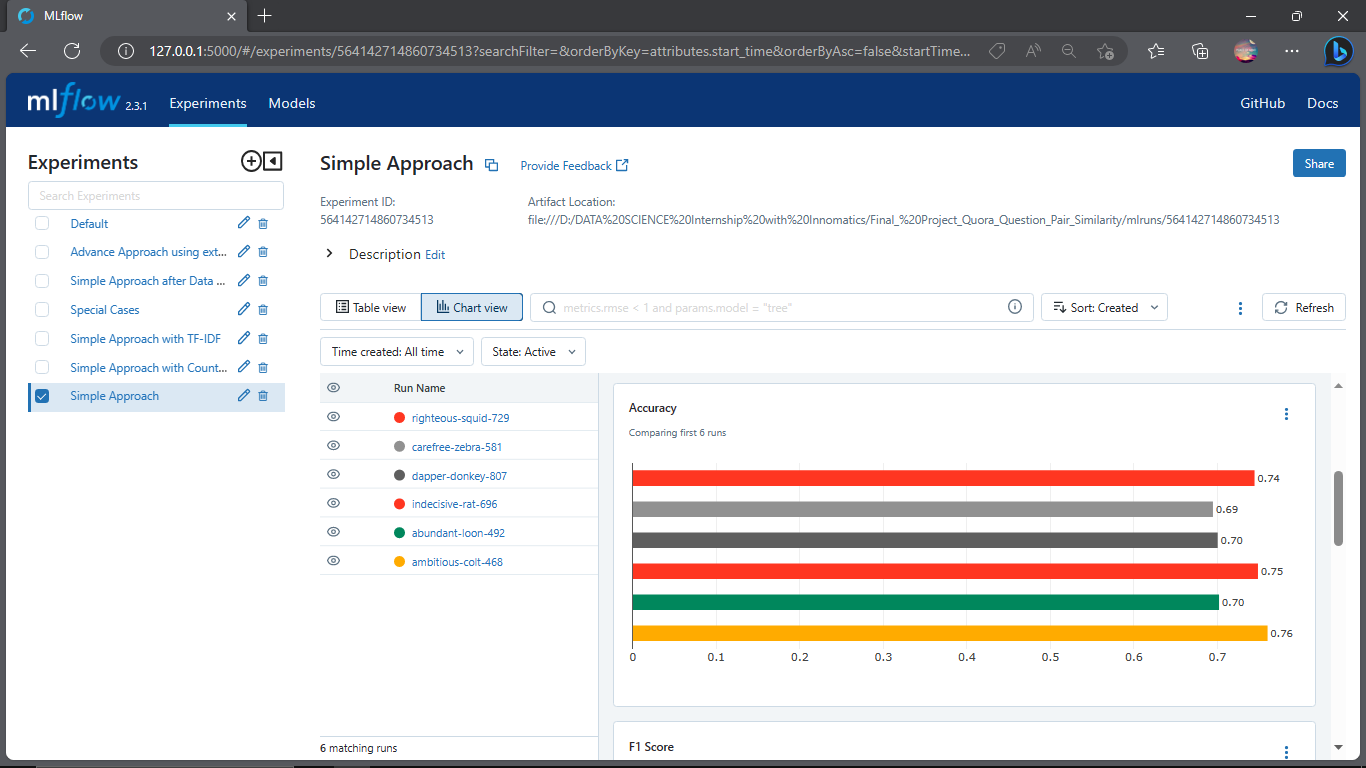 MLflow
127.0.0.1:5000/#/experiments/564142714860734513?searchFilter=&orderByKey=attributes.start_time&orderByAsc=false&startTime...
mlflow 2.3.1 Experiments Models GitHub Docs
Experiments
Search Experiments
Default
Advance Approach using ext...
Simple Approach after Data ...
Special Cases
Simple Approach with TF-IDF
Simple Approach with Count...
Simple Approach
Simple Approach Provide Feedback Share
Experiment ID: Artifact Location:
564142714860734513 file:///D:/DATA%20SCIENCE%20Internship%20with%20Innomatics/Final_%20Project_Quora_Question_Pair_Similarity/mlruns/564142714860734513
Description Edit
Table view Chart view metrics.rmse < 1 and params.model = "tree" Sort: Created Refresh
Time created: All time State: Active
Run Name
righteous-squid-729
carefree-zebra-581
dapper-donkey-807
indecisive-rat-696
abundant-loon-492
ambitious-colt-468
6 matching runs
Accuracy
Comparing first 6 runs
0.74
0.69
0.70
0.75
0.70
0.76
0 0.1 0.2 0.3 0.4 0.5 0.6 0.7
F1 Score